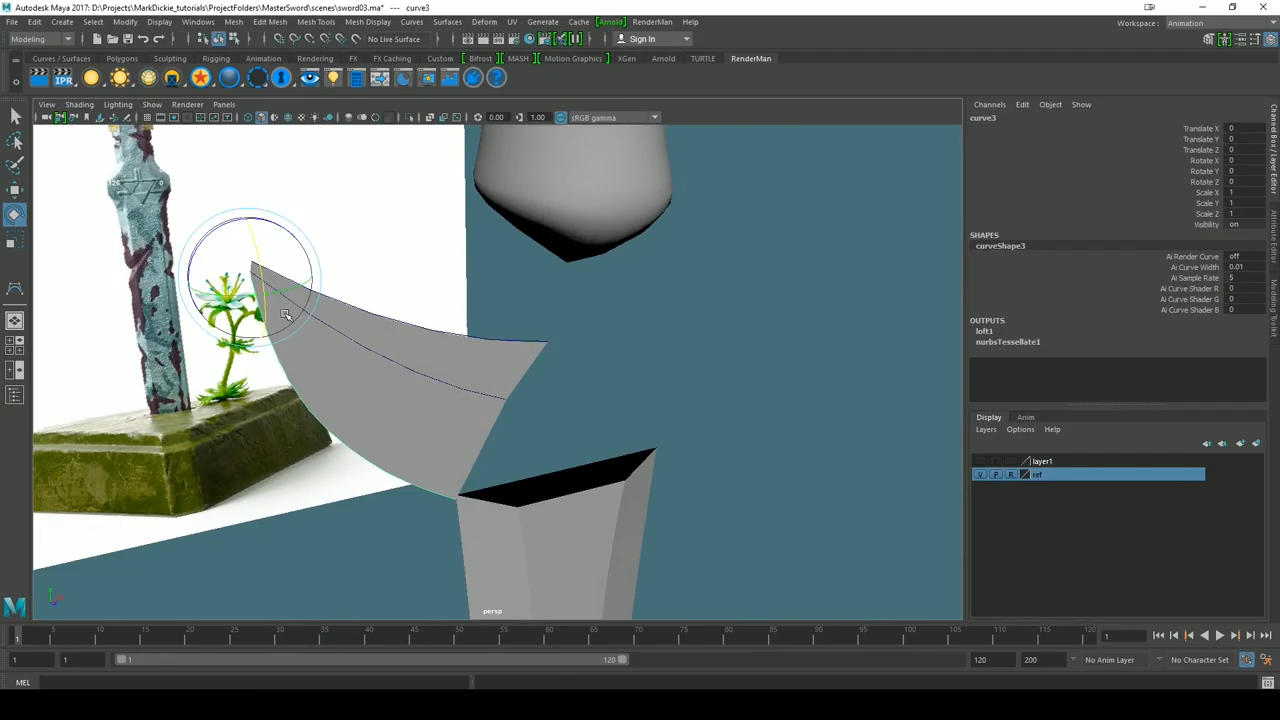 Autodesk Maya 2017: D:\Projects\MarkDickie_tutorials\ProjectFolders\MasterSword\scenes\sword03.ma* --- curve3
File Edit Create Select Modify Display Windows Mesh Edit Mesh Mesh Tools Mesh Display Curves Surfaces Deform UV Generate Cache [Arnold] RenderMan Help
Workspace : Animation
Modeling No Live Surface Sign In
Curves / Surfaces Polygons Sculpting Rigging Animation Rendering FX FX Caching Custom Bifrost MASH Motion Graphics XGen Arnold TURTLE RenderMan
IPR
View Shading Lighting Show Renderer Panels
0.00 1.00 sRGB gamma
Channels Edit Object Show
curve3
Translate X 0
Translate Y 0
Translate Z 0
Rotate X 0
Rotate Y 0
Rotate Z 0
Scale X 1
Scale Y 1
Scale Z 1
Visibility on
SHAPES
curveShape3
Ai Render Curve off
Ai Curve Width 0.01
Ai Sample Rate 5
Ai Curve Shader R 0
Ai Curve Shader G 0
Ai Curve Shader B 0
OUTPUTS
loft1
nurbsTessellate1
Display Anim
Layers Options Help
layer1
V P R ref
Channel Box / Layer Editor
Attribute Editor
Modeling Toolkit
persp
5 10 15 20 25 30 35 40 45 50 55 60 65 70 75 80 85 90 95 100 105 110 115 120
1
1 1 1 120 120 200 No Anim Layer No Character Set
MEL